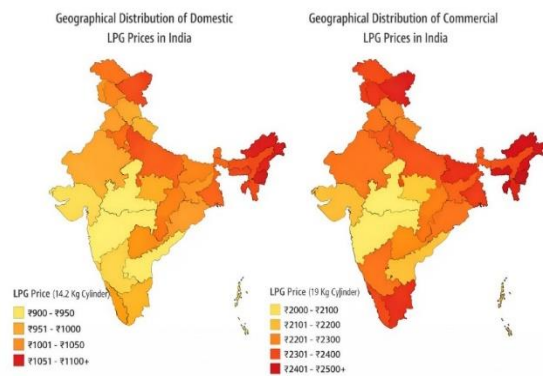 Geographical Distribution of Domestic
LPG Prices in India
LPG Price (14.2 Kg Cylinder)
₹900 - ₹950
₹951 - ₹1000
₹1001 - ₹1050
₹1051 - ₹1100+
Geographical Distribution of Commercial
LPG Prices in India
LPG Price (19 Kg Cylinder)
₹2000 - ₹2100
₹2101 - ₹2200
₹2201 - ₹2300
₹2301 - ₹2400
₹2401 - ₹2500+